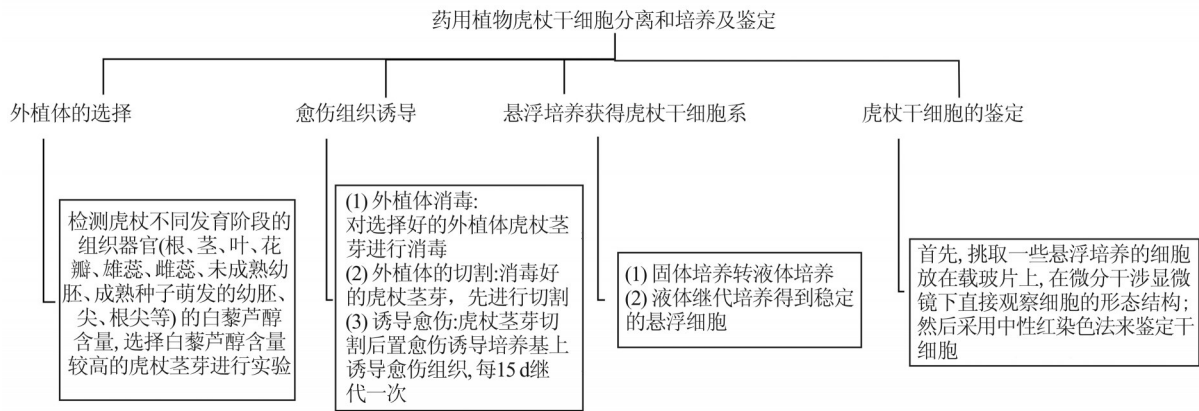 药用植物虎杖干细胞分离和培养及鉴定
外植体的选择
愈伤组织诱导
悬浮培养获得虎杖干细胞系
虎杖干细胞的鉴定
检测虎杖不同发育阶段的
组织器官(根、茎、叶、花
瓣、雄蕊、雌蕊、未成熟幼
胚、成熟种子萌发的幼胚、
尖、根尖等) 的白藜芦醇
含量, 选择白藜芦醇含量
较高的虎杖茎芽进行实验
(1) 外植体消毒:
对选择好的外植体虎杖茎
芽进行消毒
(2) 外植体的切割:消毒好
的虎杖茎芽，先进行切割
(3) 诱导愈伤:虎杖茎芽切
割后置愈伤诱导培养基上
诱导愈伤组织, 每15 d继
代一次
(1) 固体培养转液体培养
(2) 液体继代培养得到稳定
的悬浮细胞
首先, 挑取一些悬浮培养的细胞
放在载玻片上, 在微分干涉显微
镜下直接观察细胞的形态结构;
然后采用中性红染色法来鉴定干
细胞